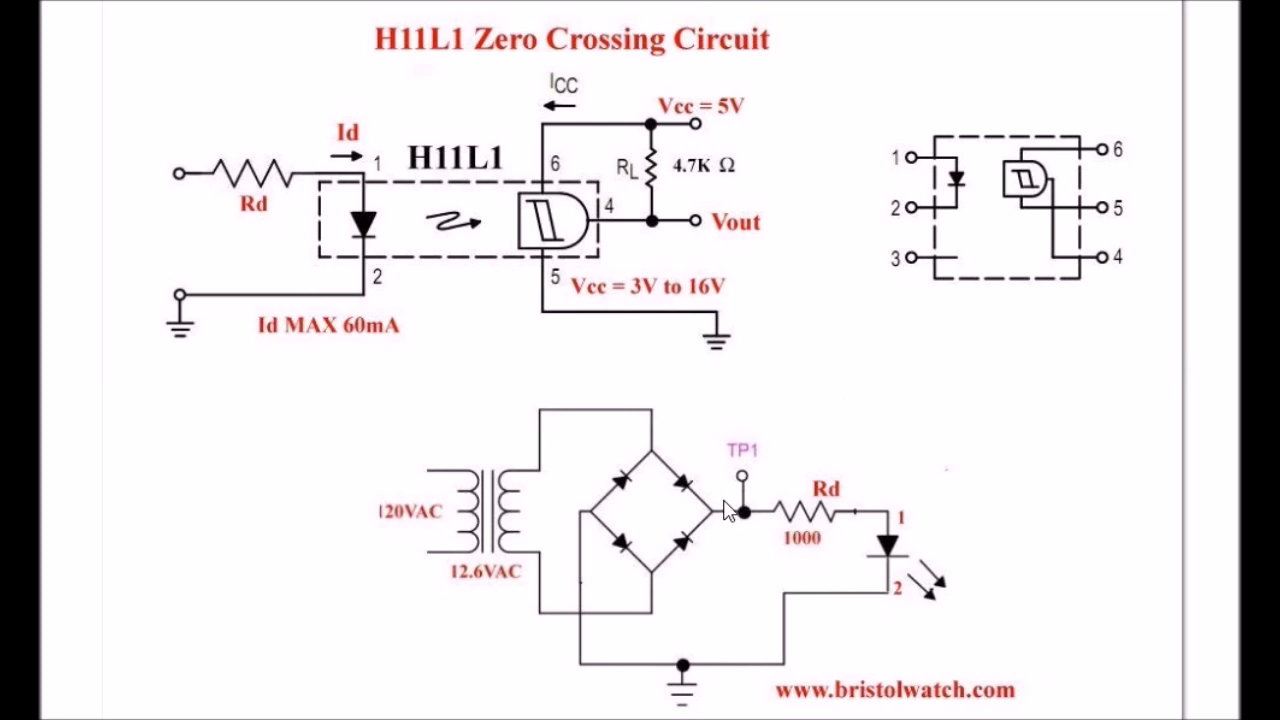 H11L1 Zero Crossing Circuit
ICC
Vcc = 5V
Id
1
H11L1
6
RL
4.7K Ω
Rd
4
Vout
2
5
Vcc = 3V to 16V
Id MAX 60mA
1
6
2
5
3
4
TP1
Rd
120VAC
1
1000
12.6VAC
2
www.bristolwatch.com